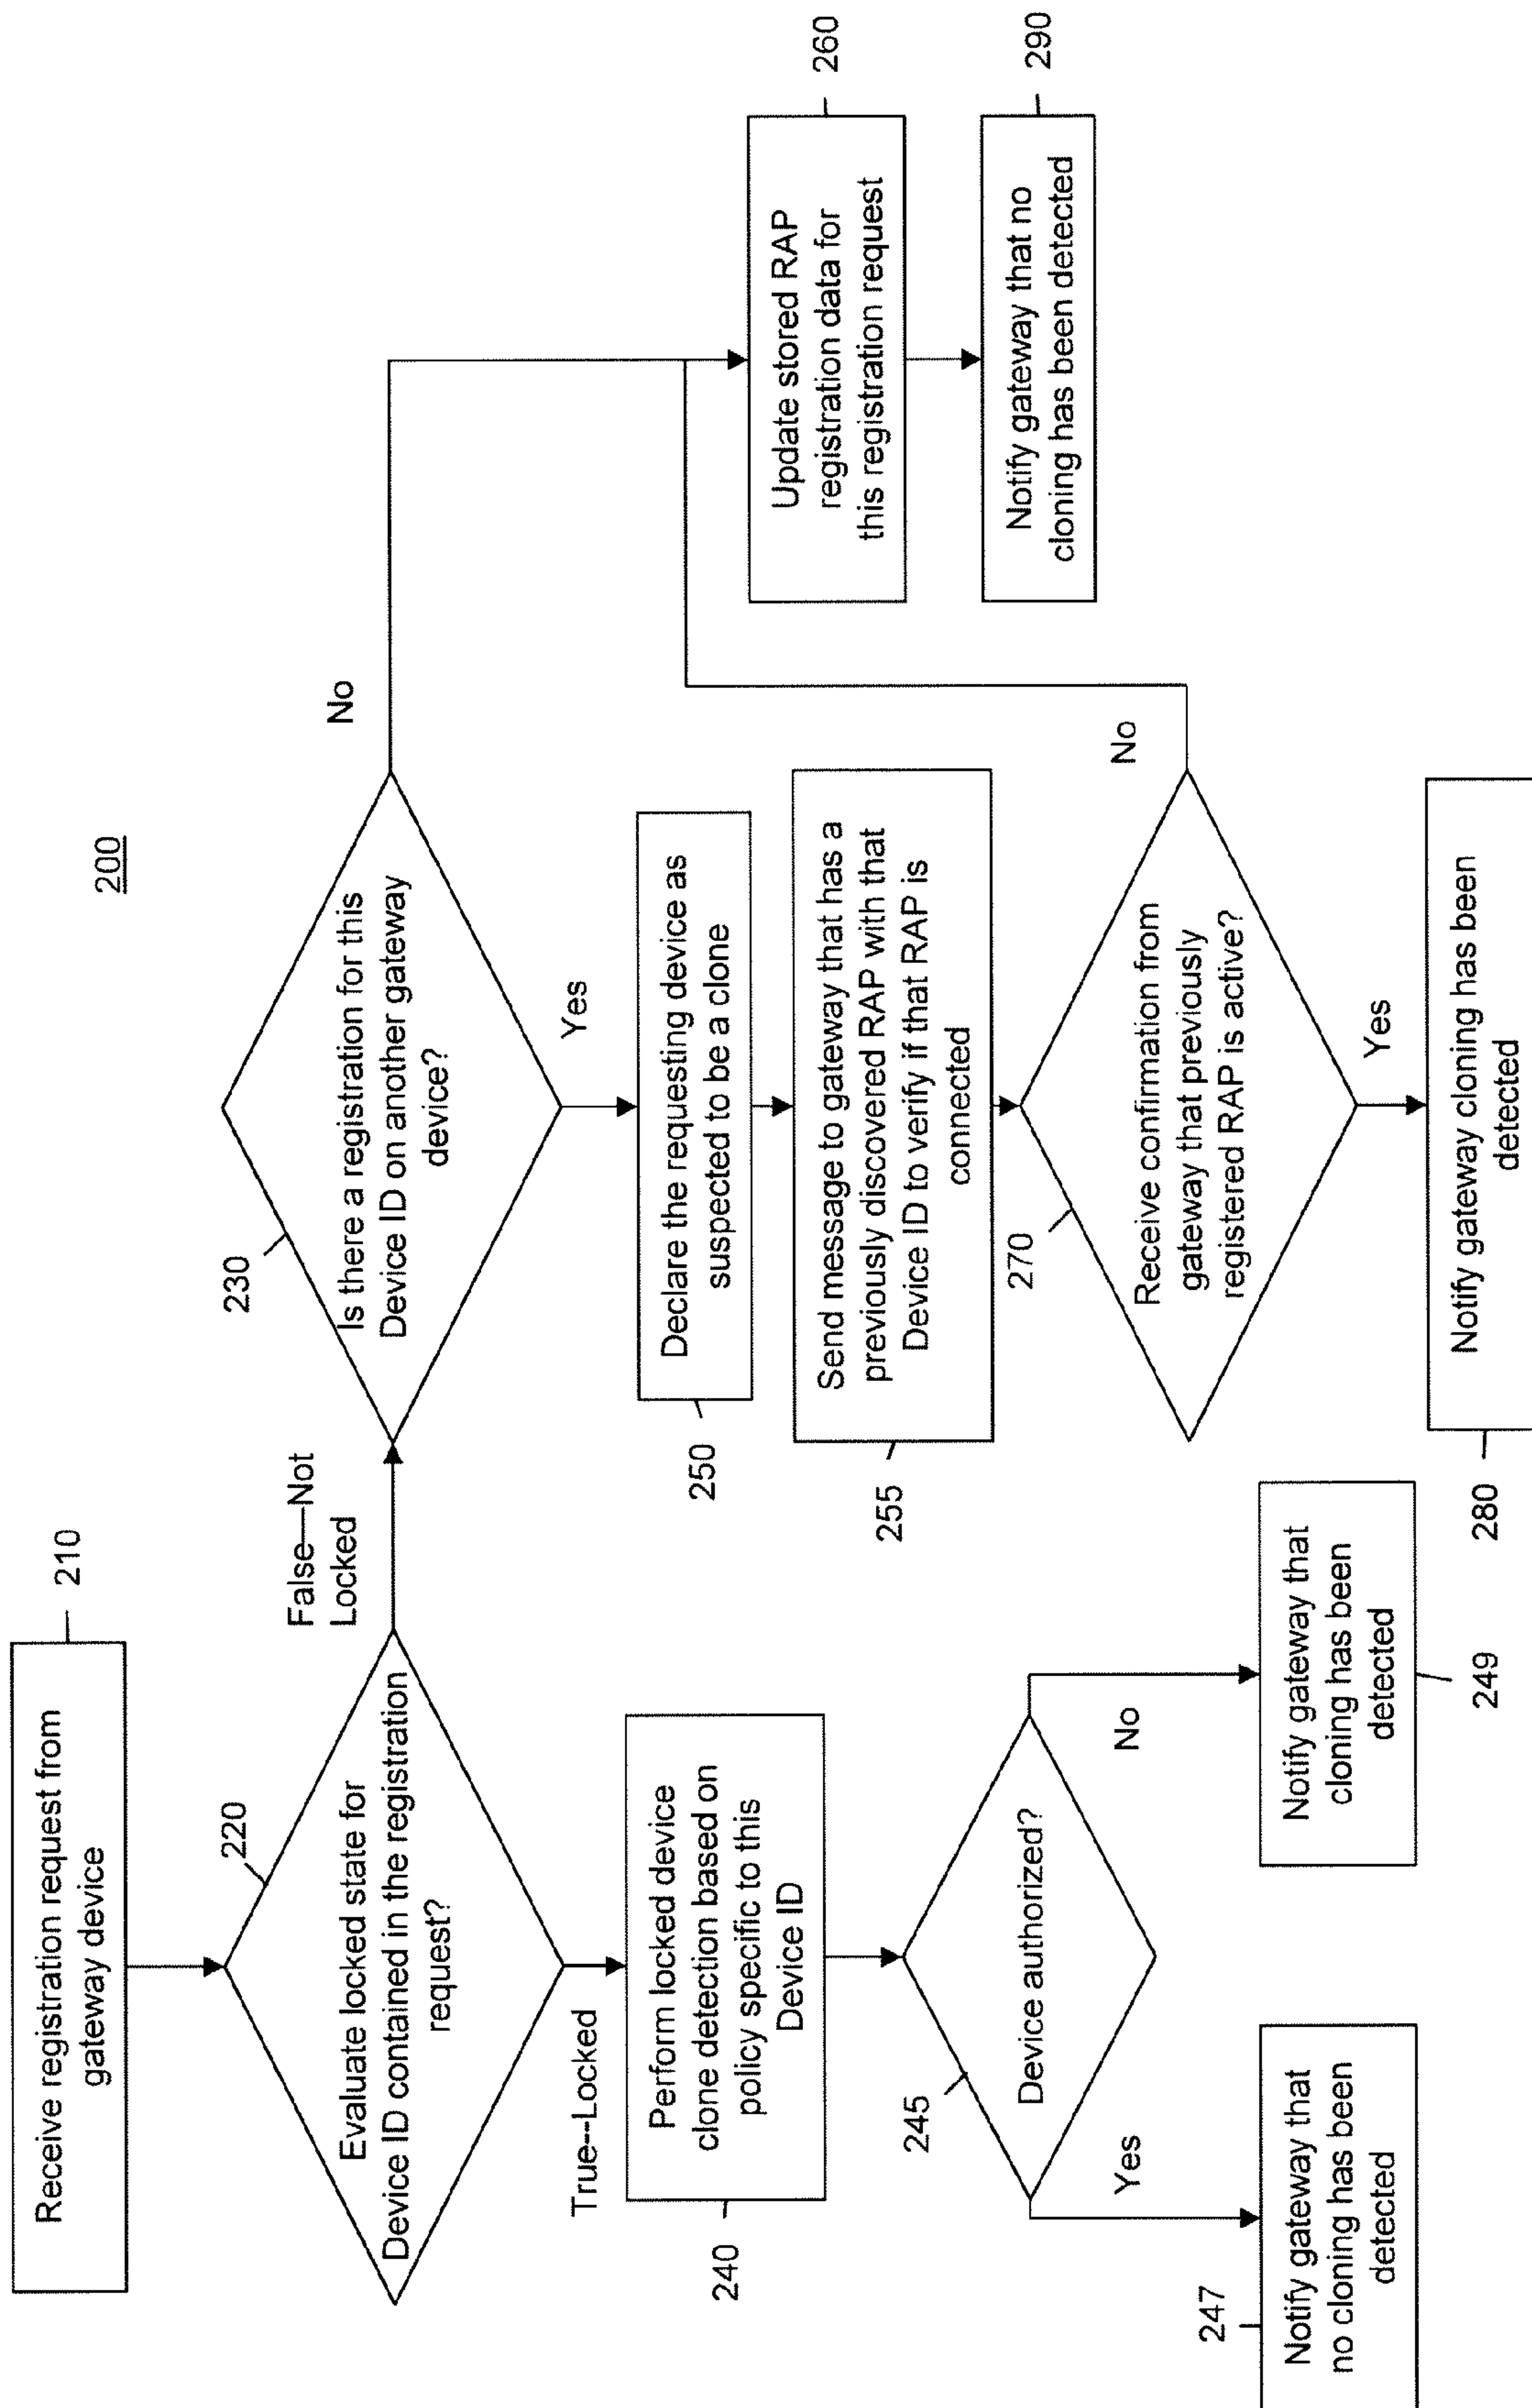 200
Receive registration request from
gateway device
210
220
Evaluate locked state for
Device ID contained in the registration
request?
False—Not
Locked
True--Locked
230
Is there a registration for this
Device ID on another gateway
device?
No
Yes
240
Perform locked device
clone detection based on
policy specific to this
Device ID
245
Device authorized?
Yes
No
247
Notify gateway that
no cloning has been
detected
Notify gateway that
cloning has been
detected
249
250
Declare the requesting device as
suspected to be a clone
255
Send message to gateway that has a
previously discovered RAP with that
Device ID to verify if that RAP is
connected
270
Receive confirmation from
gateway that previously
registered RAP is active?
No
Yes
280
Notify gateway cloning has been
detected
Update stored RAP
registration data for
this registration request
260
Notify gateway that no
cloning has been detected
290